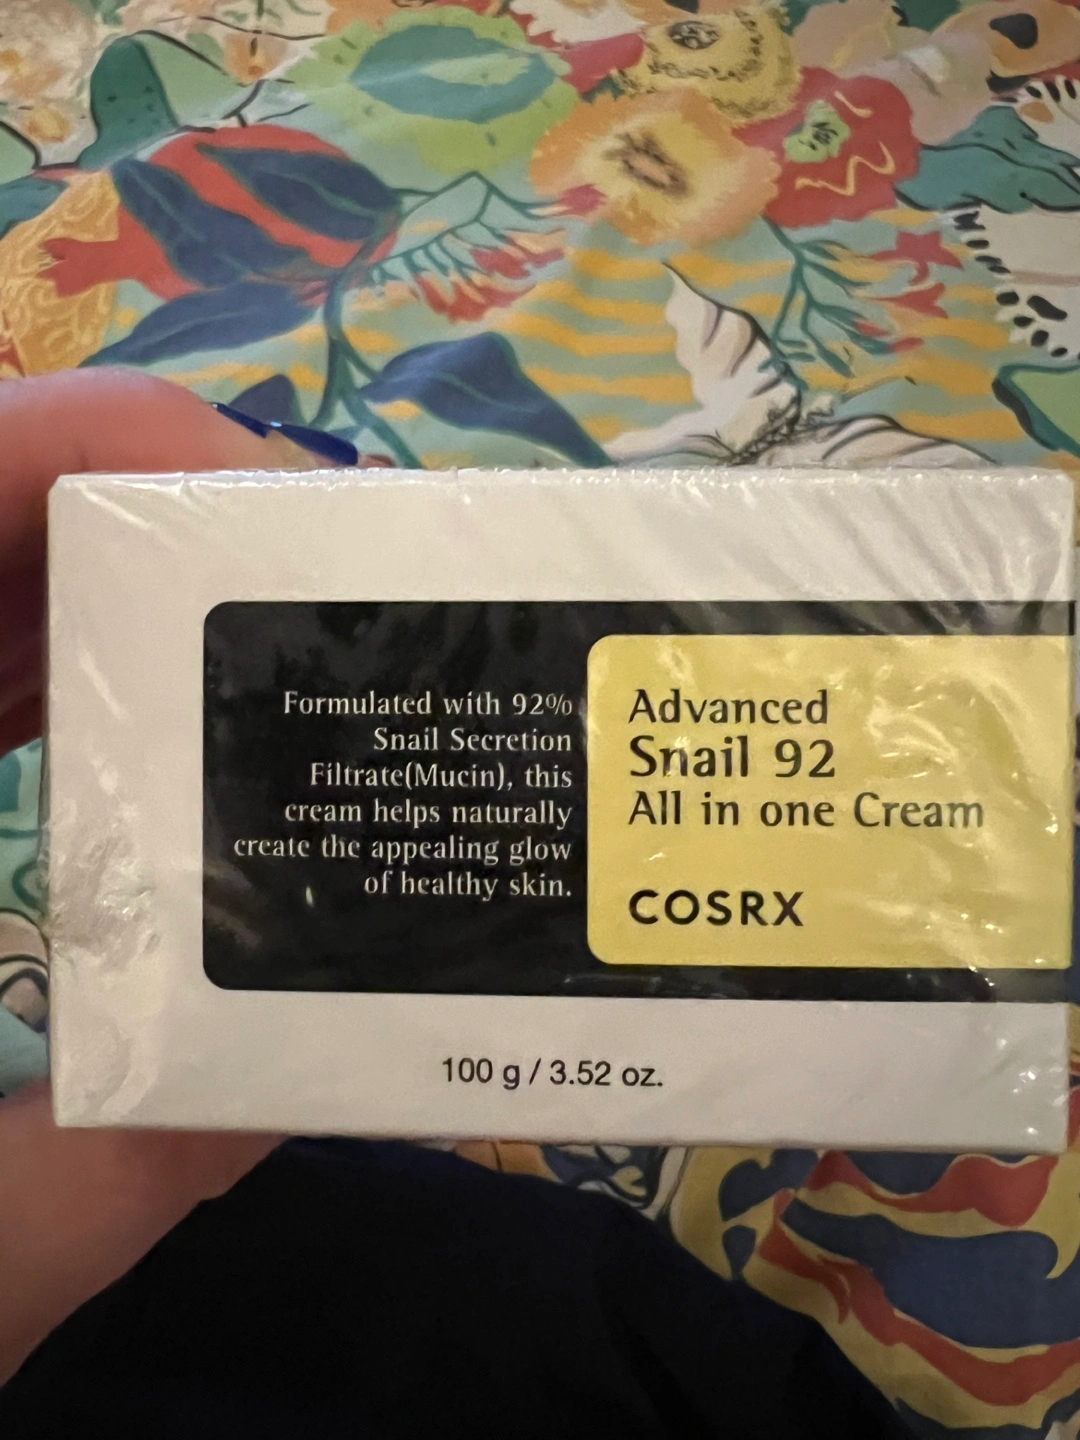 Formulated with 92%
Snail Secretion
Filtrate(Mucin), this
cream helps naturally
create the appealing glow
of healthy skin.
Advanced
Snail 92
All in one Cream
COSRX
100 g / 3.52 oz.